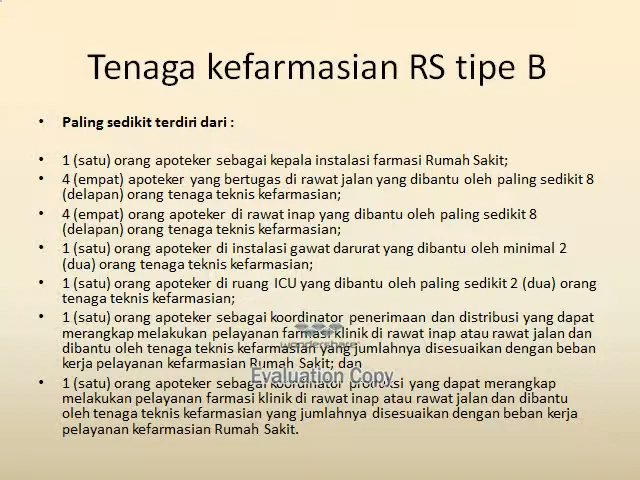 Tenaga kefarmasian RS tipe B
• Paling sedikit terdiri dari :
• 1 (satu) orang apoteker sebagai kepala instalasi farmasi Rumah Sakit;
• 4 (empat) apoteker yang bertugas di rawat jalan yang dibantu oleh paling sedikit 8
(delapan) orang tenaga teknis kefarmasian;
• 4 (empat) orang apoteker di rawat inap yang dibantu oleh paling sedikit 8
(delapan) orang tenaga teknis kefarmasian;
• 1 (satu) orang apoteker di instalasi gawat darurat yang dibantu oleh minimal 2
(dua) orang tenaga teknis kefarmasian;
• 1 (satu) orang apoteker di ruang ICU yang dibantu oleh paling sedikit 2 (dua) orang
tenaga teknis kefarmasian;
• 1 (satu) orang apoteker sebagai koordinator penerimaan dan distribusi yang dapat
merangkap melakukan pelayanan farmasi klinik di rawat inap atau rawat jalan dan
dibantu oleh tenaga teknis kefarmasian yang jumlahnya disesuaikan dengan beban
kerja pelayanan kefarmasian Rumah Sakit; dan
• 1 (satu) orang apoteker sebagai koordinator produksi yang dapat merangkap
melakukan pelayanan farmasi klinik di rawat inap atau rawat jalan dan dibantu
oleh tenaga teknis kefarmasian yang jumlahnya disesuaikan dengan beban kerja
pelayanan kefarmasian Rumah Sakit.
wondershare
Evaluation Copy